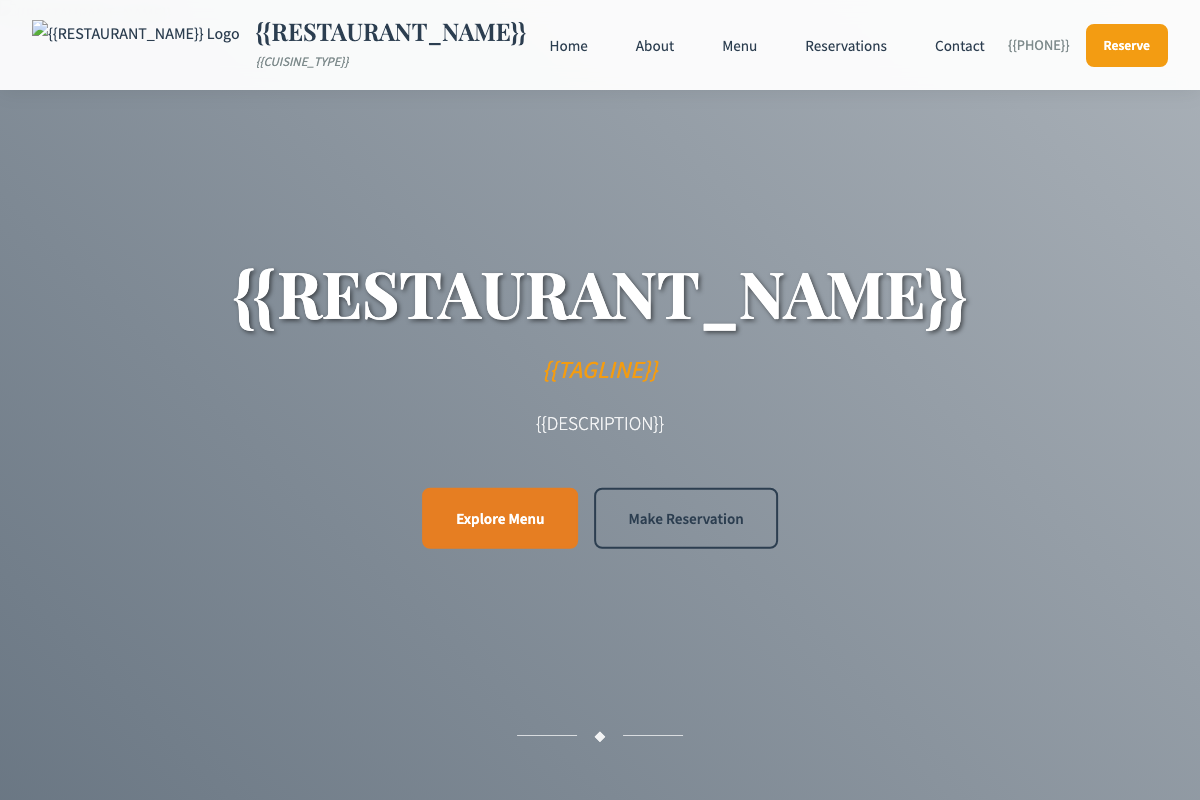 {{RESTAURANT_NAME}} Logo
{{RESTAURANT_NAME}}
{{CUISINE_TYPE}}
Home
About
Menu
Reservations
Contact
{{PHONE}}
Reserve
{{RESTAURANT_NAME}}
{{TAGLINE}}
{{DESCRIPTION}}
Explore Menu
Make Reservation